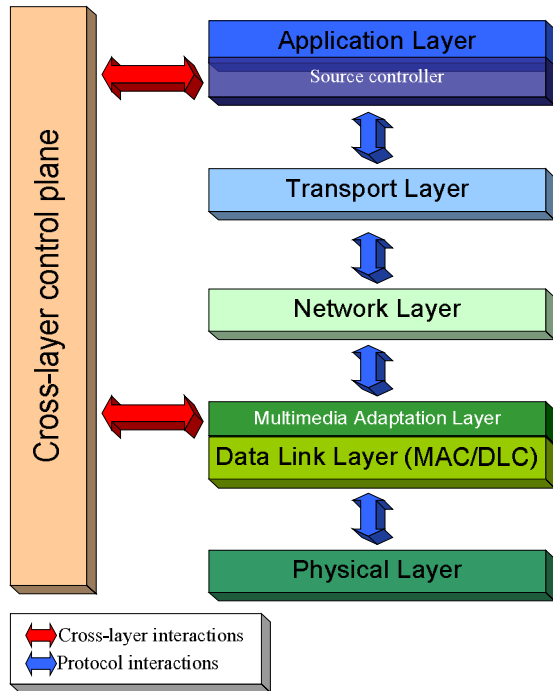 Cross-layer control plane
Application Layer
Source controller
Transport Layer
Network Layer
Multimedia Adaptation Layer
Data Link Layer (MAC/DLC)
Physical Layer
Cross-layer interactions
Protocol interactions